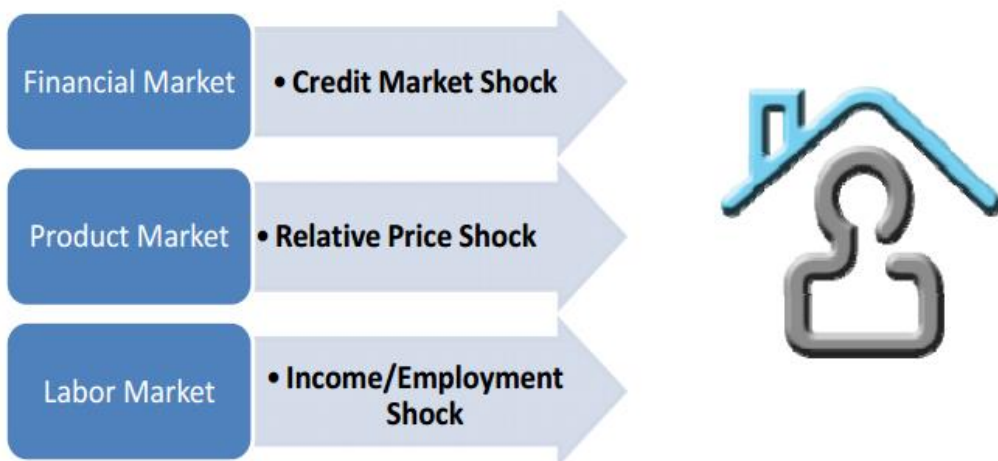 Financial Market
• Credit Market Shock
Product Market
• Relative Price Shock
Labor Market
• Income/Employment
Shock